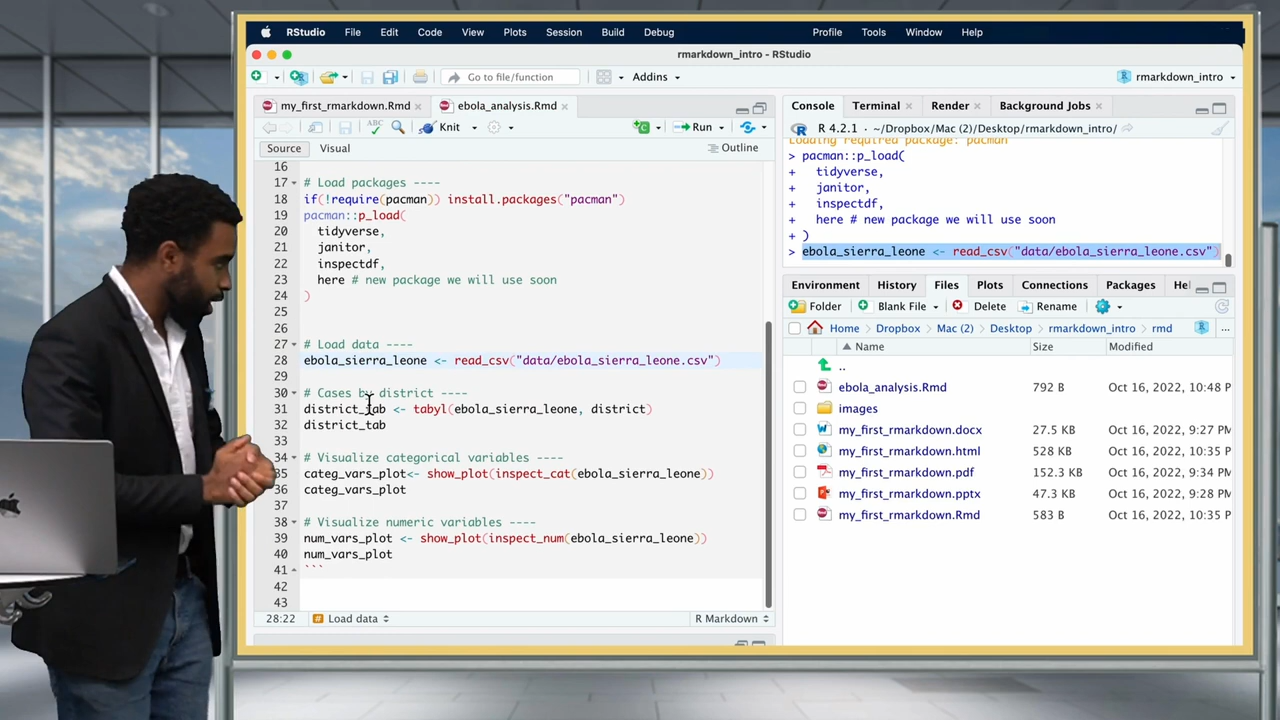 RStudio File Edit Code View Plots Session Build Debug Profile Tools Window Help
rmarkdown_intro - RStudio
Go to file/function Addins rmarkdown_intro
my_first_rmarkdown.Rmd ebola_analysis.Rmd
ABC Knit Run
Source Visual Outline
16
17 # Load packages ----
18 if(!require(pacman)) install.packages("pacman")
19 pacman::p_load(
20 tidyverse,
21 janitor,
22 inspectdf,
23 here # new package we will use soon
24 )
25
26
27 # Load data ----
28 ebola_sierra_leone <- read_csv("data/ebola_sierra_leone.csv")
29
30 # Cases by district ----
31 district_tab <- tabyl(ebola_sierra_leone, district)
32 district_tab
33
34 # Visualize categorical variables ----
35 categ_vars_plot<- show_plot(inspect_cat(ebola_sierra_leone))
36 categ_vars_plot
37
38 # Visualize numeric variables ----
39 num_vars_plot <- show_plot(inspect_num(ebola_sierra_leone))
40 num_vars_plot
41 ```
42
43
28:22 # Load data R Markdown
Console Terminal Render Background Jobs
R 4.2.1 · ~/Dropbox/Mac (2)/Desktop/rmarkdown_intro/
Loading required package: pacman
> pacman::p_load(
+ tidyverse,
+ janitor,
+ inspectdf,
+ here # new package we will use soon
+ )
> ebola_sierra_leone <- read_csv("data/ebola_sierra_leone.csv")
Environment History Files Plots Connections Packages Hel
Folder Blank File Delete Rename
Home Dropbox Mac (2) Desktop rmarkdown_intro rmd ...
Name Size Modified
..
ebola_analysis.Rmd 792 B Oct 16, 2022, 10:48 P
images
my_first_rmarkdown.docx 27.5 KB Oct 16, 2022, 9:27 PM
my_first_rmarkdown.html 528 KB Oct 16, 2022, 10:35 P
my_first_rmarkdown.pdf 152.3 KB Oct 16, 2022, 9:34 PM
my_first_rmarkdown.pptx 47.3 KB Oct 16, 2022, 9:28 PM
my_first_rmarkdown.Rmd 583 B Oct 16, 2022, 10:35 P